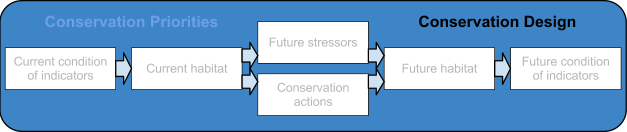 Conservation Priorities
Conservation Design
Current condition
of indicators
Current habitat
Future stressors
Conservation
actions
Future habitat
Future condition
of indicators